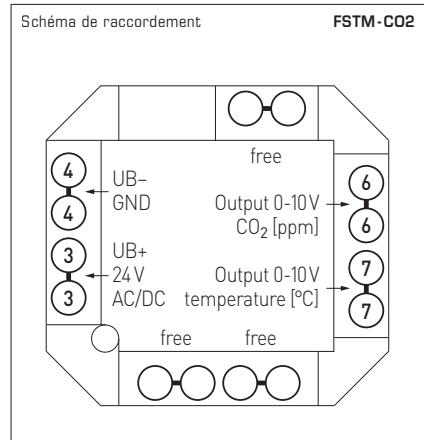 Schéma de raccordement FSTM-CO2
free
4
4
UB–
GND
3
3
UB+
24V
AC/DC
Output 0-10V
CO₂ [ppm]
6
6
Output 0-10V
temperature [°C]
7
7
free free